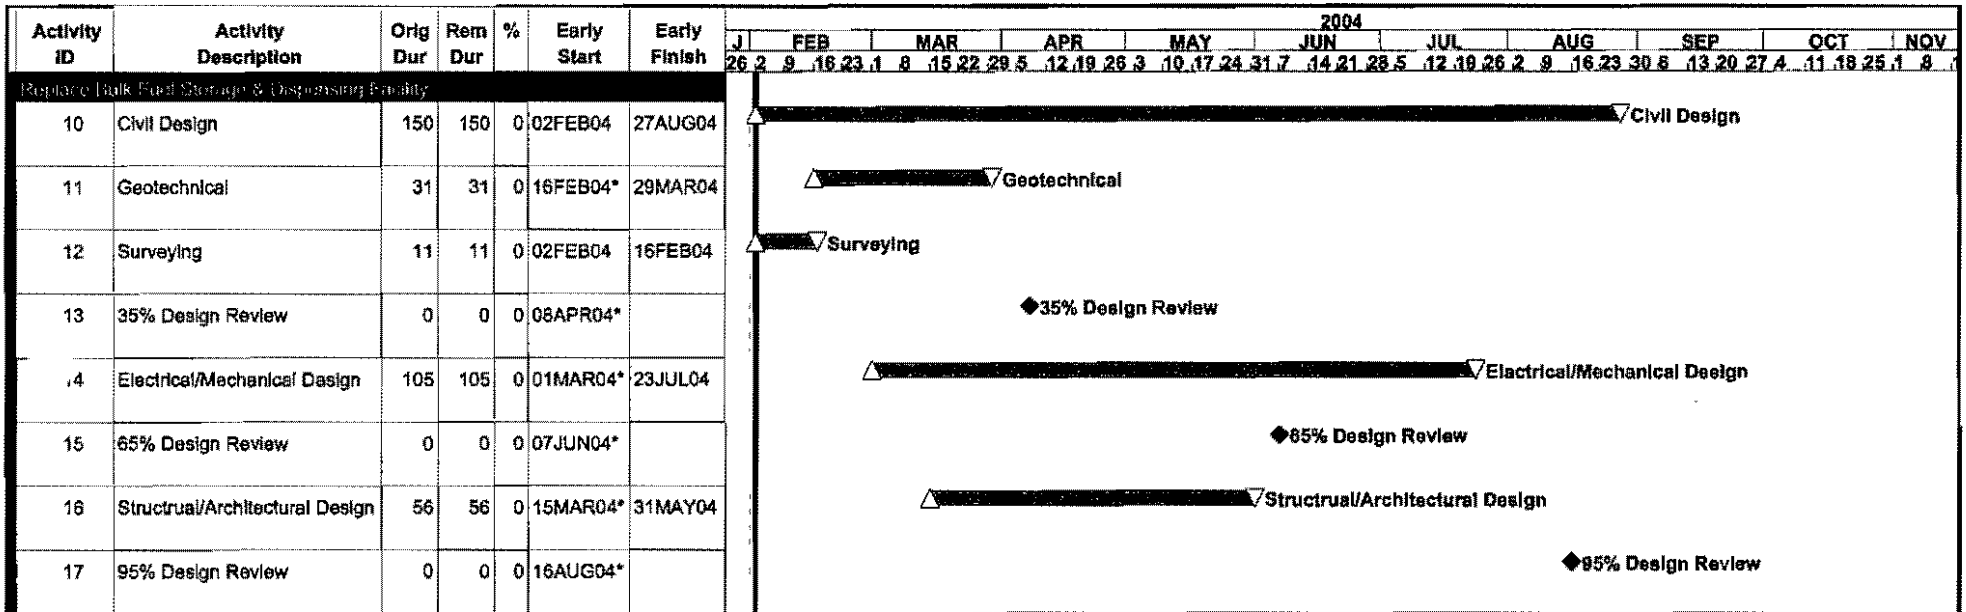 Activity ID Activity Description Orig Dur Rem Dur % Early Start Early Finish
2004
J FEB MAR APR MAY JUN JUL AUG SEP OCT NOV
26 2 9 16 23 1 8 15 22 29 5 12 19 26 3 10 17 24 31 7 14 21 28 5 12 19 26 2 9 16 23 30 6 13 20 27 4 11 18 25 1 8
Replace Bulk Fuel Storage & Dispensing Facility
10 Civil Design 150 150 0 02FEB04 27AUG04 Civil Design
11 Geotechnical 31 31 0 16FEB04* 29MAR04 Geotechnical
12 Surveying 11 11 0 02FEB04 16FEB04 Surveying
13 35% Design Review 0 0 0 08APR04* 35% Design Review
4 Electrical/Mechanical Design 105 105 0 01MAR04* 23JUL04 Electrical/Mechanical Design
15 65% Design Review 0 0 0 07JUN04* 65% Design Review
16 Structrual/Architectural Design 56 56 0 15MAR04* 31MAY04 Structrual/Architectural Design
17 95% Design Review 0 0 0 16AUG04* 95% Design Review